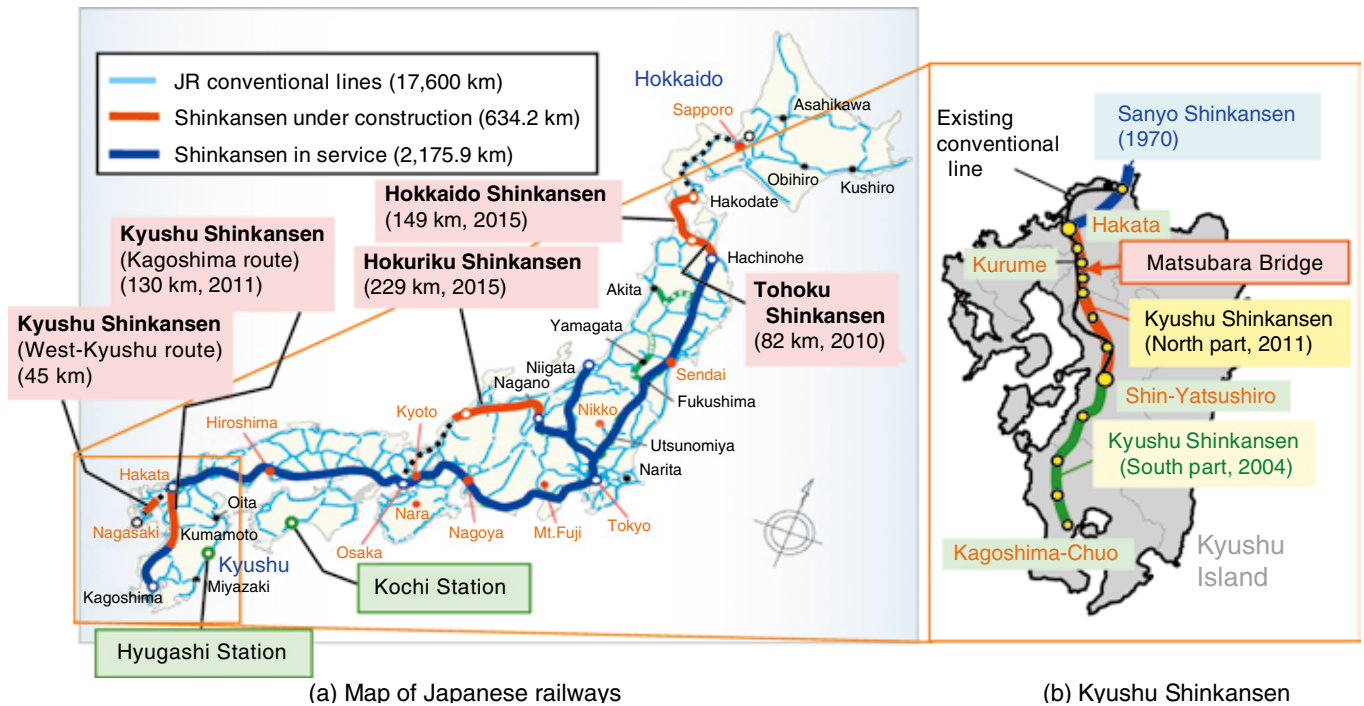 JR conventional lines (17,600 km)
Shinkansen under construction (634.2 km)
Shinkansen in service (2,175.9 km)
Hokkaido
Sapporo
Asahikawa
Obihiro
Kushiro
Hakodate
Hokkaido Shinkansen
(149 km, 2015)
Kyushu Shinkansen
(Kagoshima route)
(130 km, 2011)
Hokuriku Shinkansen
(229 km, 2015)
Hachinohe
Akita
Tohoku
Shinkansen
(82 km, 2010)
Kyushu Shinkansen
(West-Kyushu route)
(45 km)
Yamagata
Niigata
Nagano
Sendai
Fukushima
Kyoto
Nikko
Hiroshima
Utsunomiya
Narita
Hakata
Oita
Nara
Nagoya
Mt.Fuji
Tokyo
Nagasaki
Kumamoto
Osaka
Kyushu
Miyazaki
Kagoshima
Kochi Station
Hyugashi Station
(a) Map of Japanese railways
Existing
conventional
line
Sanyo Shinkansen
(1970)
Hakata
Kurume
Matsubara Bridge
Kyushu Shinkansen
(North part, 2011)
Shin-Yatsushiro
Kyushu Shinkansen
(South part, 2004)
Kagoshima-Chuo
Kyushu
Island
(b) Kyushu Shinkansen